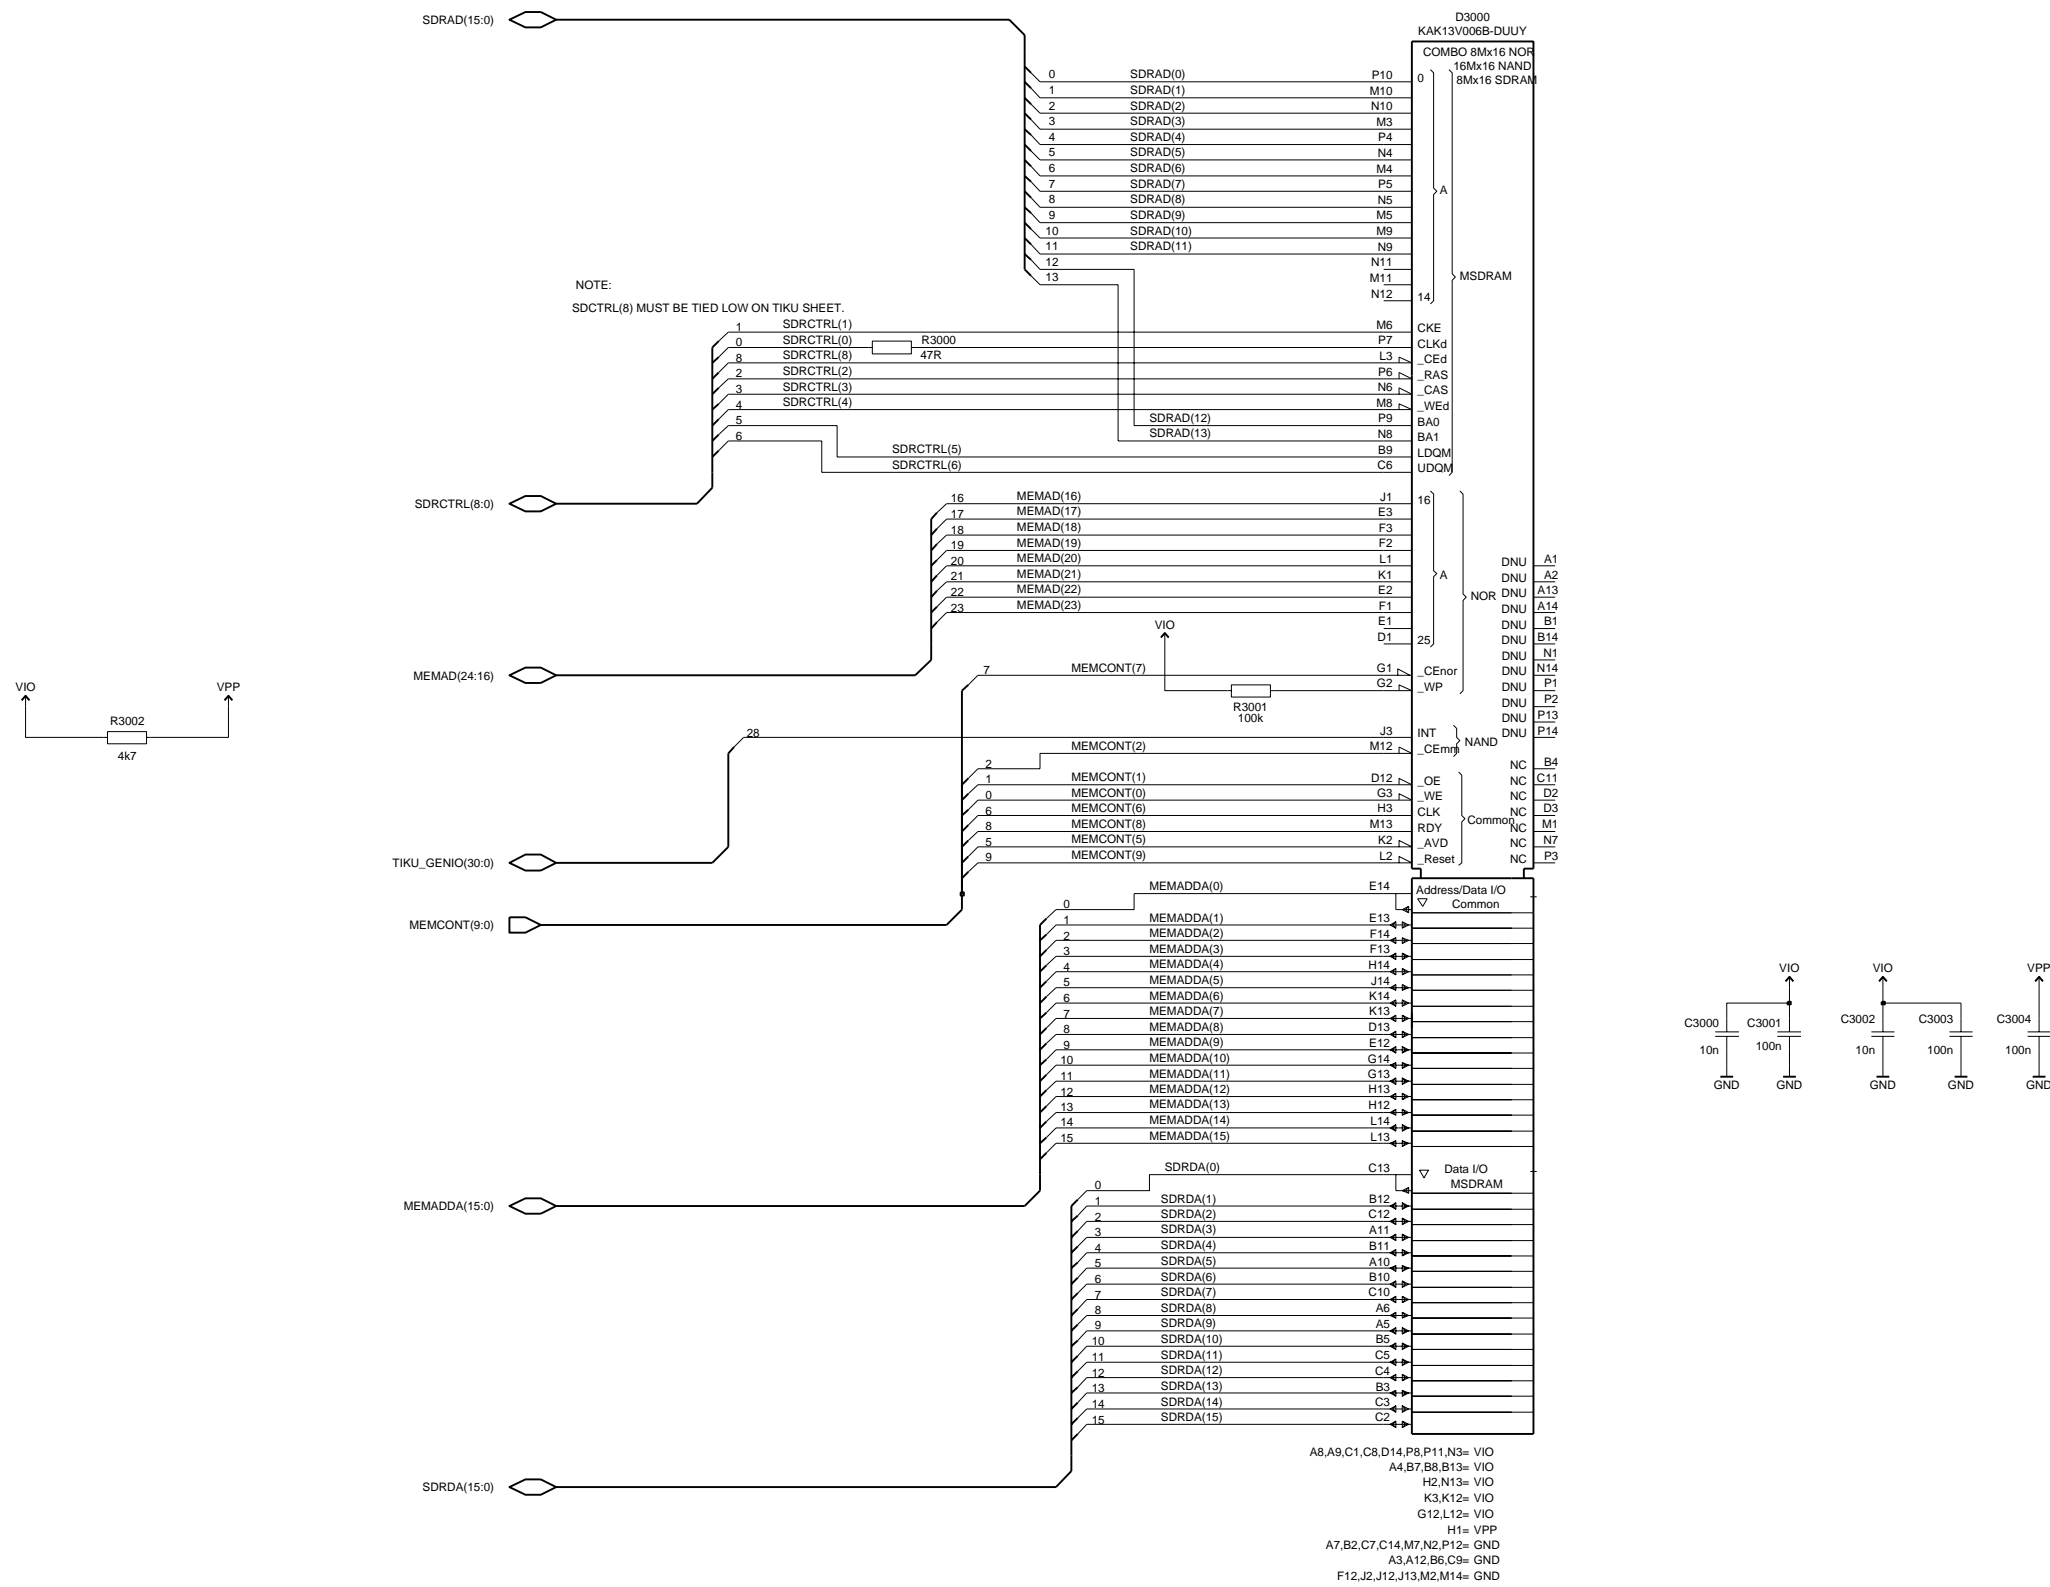 SDRAD(15:0)
D3000
KAK13V006B-DUUY
COMBO 8Mx16 NOR
16Mx16 NAND
8Mx16 SDRAM
0 SDRAD(0) P10 0
1 SDRAD(1) M10
2 SDRAD(2) N10
3 SDRAD(3) M3
4 SDRAD(4) P4
5 SDRAD(5) N4
6 SDRAD(6) M4
7 SDRAD(7) P5 A
8 SDRAD(8) N5
9 SDRAD(9) M5
10 SDRAD(10) M9
11 SDRAD(11) N9
12 N11
13 M11 MSDRAM
N12 14
NOTE:
SDCTRL(8) MUST BE TIED LOW ON TIKU SHEET.
1 SDRCTRL(1) M6 CKE
0 SDRCTRL(0) R3000 P7 CLKd
8 SDRCTRL(8) 47R L3 _CEd
2 SDRCTRL(2) P6 _RAS
3 SDRCTRL(3) N6 _CAS
4 SDRCTRL(4) M8 _WEd
5 SDRAD(12) P9 BA0
6 SDRAD(13) N8 BA1
SDRCTRL(5) B9 LDQM
SDRCTRL(6) C6 UDQM
SDRCTRL(8:0)
16 MEMAD(16) J1 16
17 MEMAD(17) E3
18 MEMAD(18) F3
19 MEMAD(19) F2
20 MEMAD(20) L1 DNU A1
21 MEMAD(21) K1 A DNU A2
22 MEMAD(22) E2 NOR DNU A13
23 MEMAD(23) F1 DNU A14
VIO E1 DNU B1
D1 25 DNU B14
DNU N1
MEMAD(24:16) 7 MEMCONT(7) G1 _CEnor DNU N14
G2 _WP DNU P1
R3001
100k
DNU P2
DNU P13
VIO VPP
R3002
4k7
28 J3 INT NAND DNU P14
MEMCONT(2) M12 _CEmm
2 NC B4
1 MEMCONT(1) D12 _OE NC C11
0 MEMCONT(0) G3 _WE NC D2
6 MEMCONT(6) H3 CLK Common NC D3
8 MEMCONT(8) M13 RDY NC M1
5 MEMCONT(5) K2 _AVD NC N7
9 MEMCONT(9) L2 _Reset NC P3
TIKU_GENIO(30:0)
MEMADDA(0) E14 Address/Data I/O
0 Common
MEMCONT(9:0)
1 MEMADDA(1) E13
2 MEMADDA(2) F14
3 MEMADDA(3) F13
4 MEMADDA(4) H14
5 MEMADDA(5) J14
6 MEMADDA(6) K14
7 MEMADDA(7) K13
8 MEMADDA(8) D13
9 MEMADDA(9) E12
10 MEMADDA(10) G14
11 MEMADDA(11) G13
12 MEMADDA(12) H13
13 MEMADDA(13) H12
14 MEMADDA(14) L14
15 MEMADDA(15) L13
VIO VIO VPP
C3000 C3001 C3002 C3003 C3004
10n 100n 10n 100n 100n
GND GND GND GND GND
SDRDA(0) C13 Data I/O
0 MSDRAM
MEMADDA(15:0)
1 SDRDA(1) B12
2 SDRDA(2) C12
3 SDRDA(3) A11
4 SDRDA(4) B11
5 SDRDA(5) A10
6 SDRDA(6) B10
7 SDRDA(7) C10
8 SDRDA(8) A6
9 SDRDA(9) A5
10 SDRDA(10) B5
11 SDRDA(11) C5
12 SDRDA(12) C4
13 SDRDA(13) B3
14 SDRDA(14) C3
15 SDRDA(15) C2
SDRDA(15:0)
A8,A9,C1,C8,D14,P8,P11,N3= VIO
A4,B7,B8,B13= VIO
H2,N13= VIO
K3,K12= VIO
G12,L12= VIO
H1= VPP
A7,B2,C7,C14,M7,N2,P12= GND
A3,A12,B6,C9= GND
F12,J2,J12,J13,M2,M14= GND